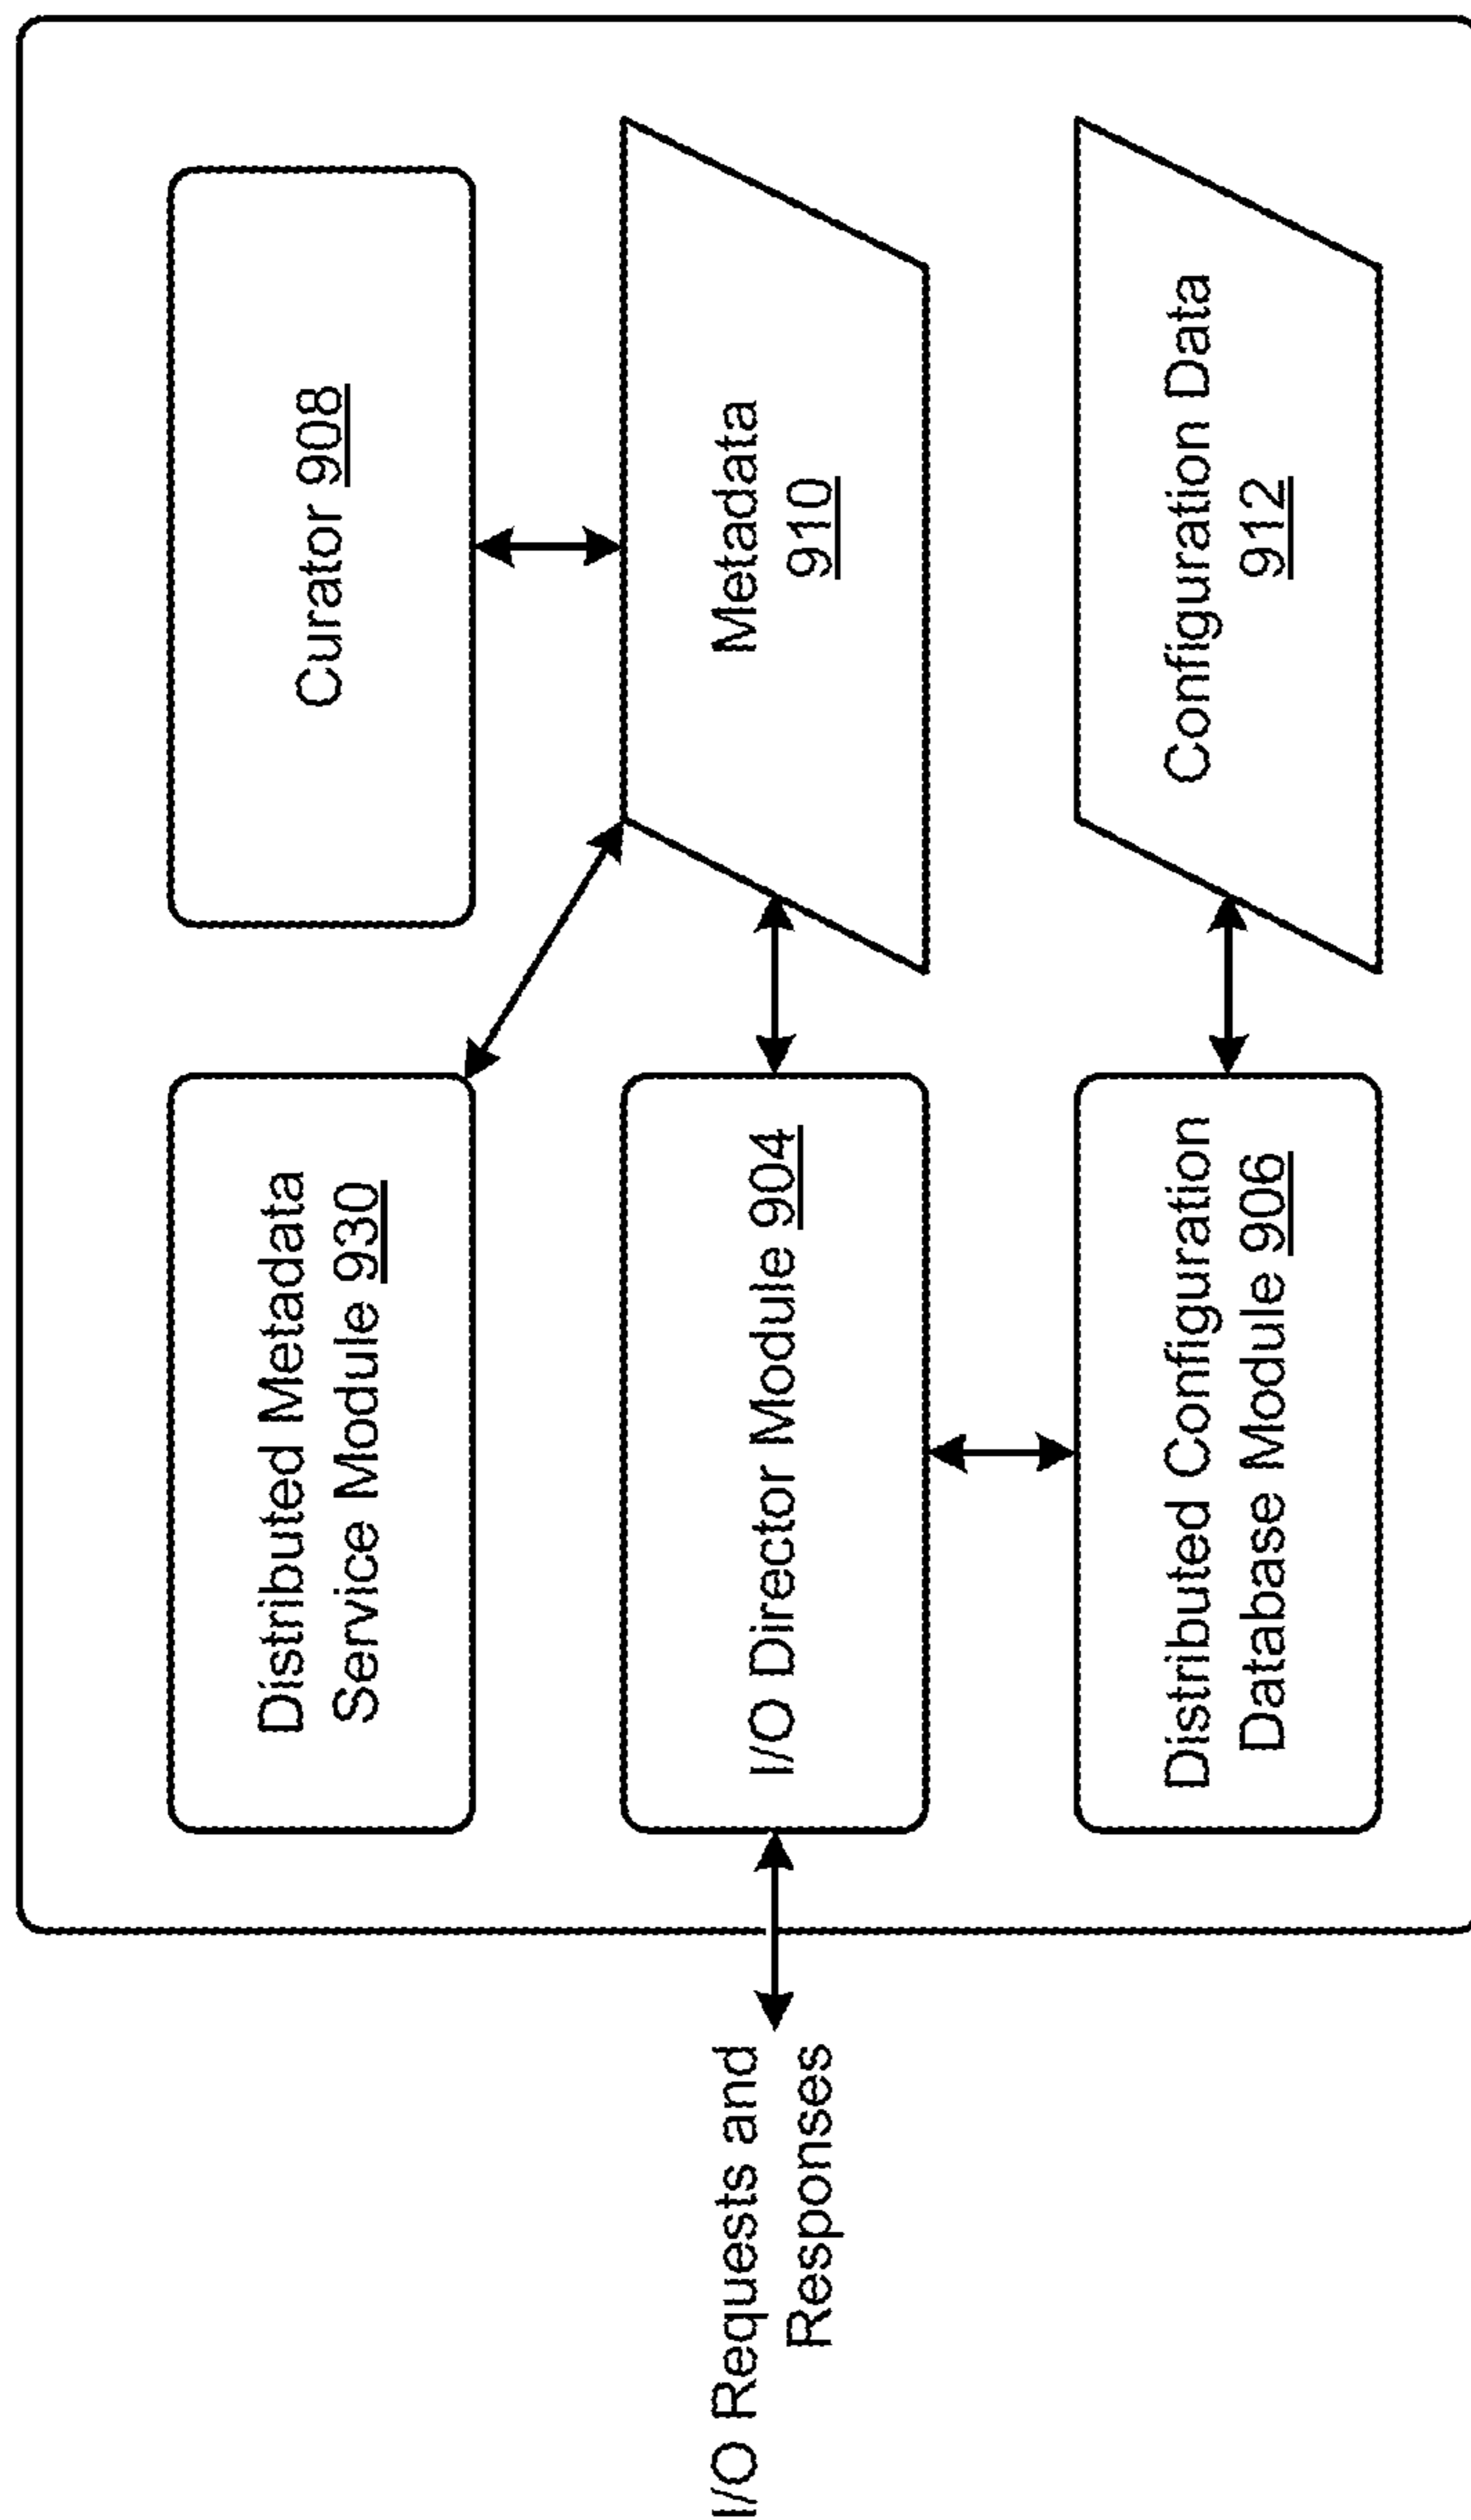 Distributed Metadata
Service Module 930
Curator 908
I/O Requests and
Responses
I/O Director Module 904
Metadata
910
Distributed Configuration
Database Module 906
Configuration Data
912